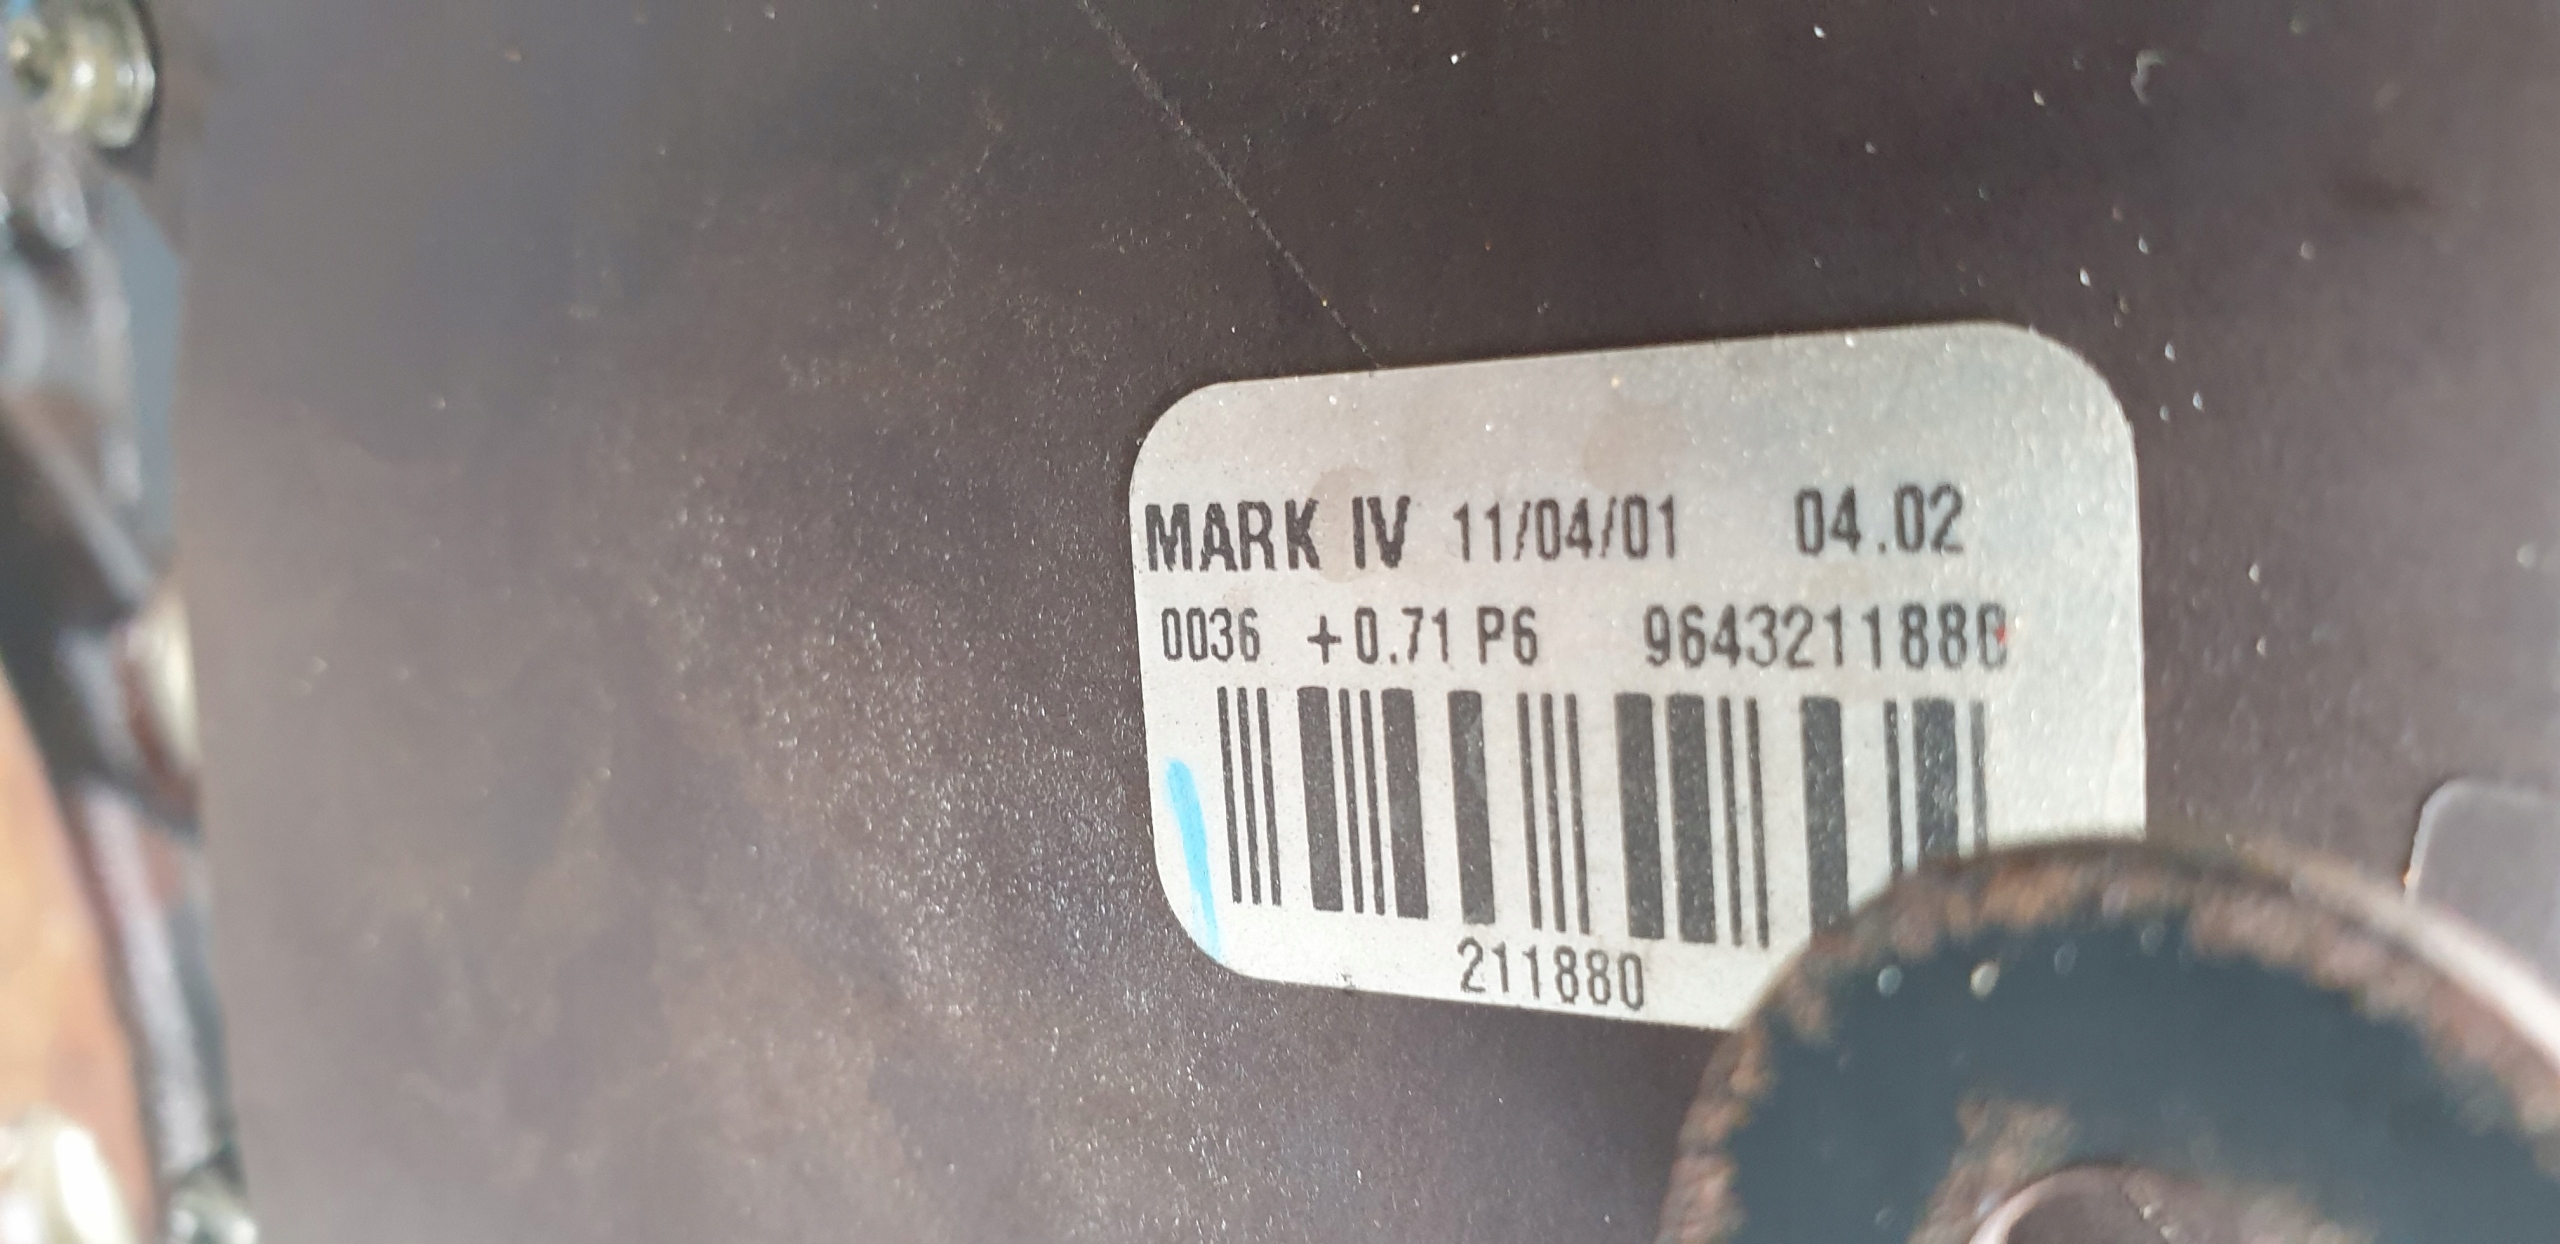 MARK IV 11/04/01 04.02
0036 +0.71 P6 9643211880
211880